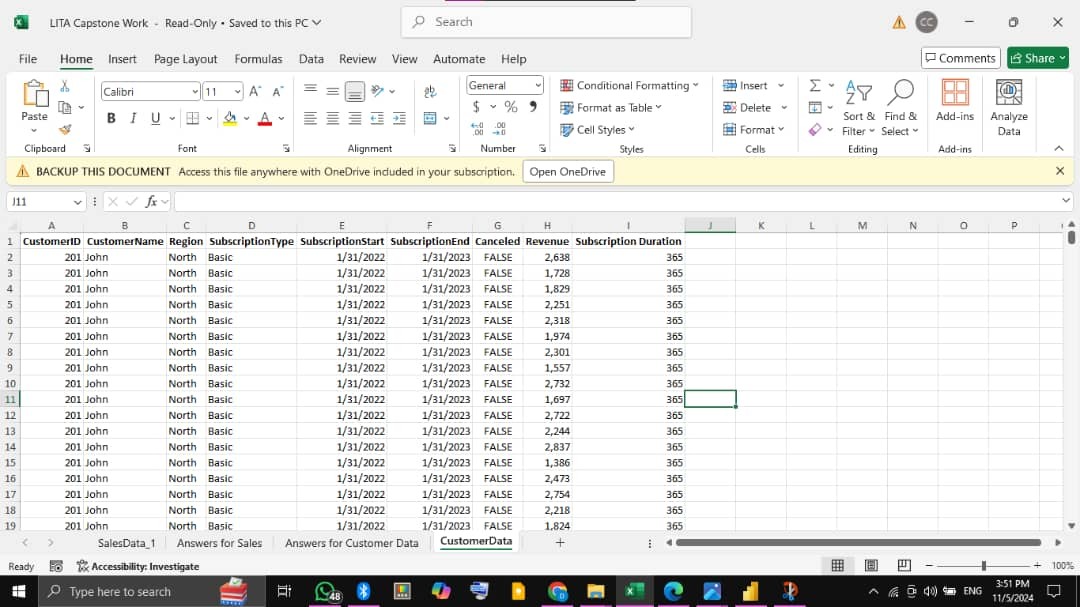 LITA Capstone Work - Read-Only • Saved to this PC
Search
CC
File Home Insert Page Layout Formulas Data Review View Automate Help
Comments
Share
Calibri 11 A A
General
Conditional Formatting
Insert
Paste
B I U A
$ % 9
Format as Table
Delete
Sort & Find & Add-ins Analyze
Cell Styles
Format
Filter Select Data
Clipboard Font Alignment Number Styles Cells Editing Add-ins
BACKUP THIS DOCUMENT Access this file anywhere with OneDrive included in your subscription. Open OneDrive
J11 fx
A B C D E F G H I J K L M N O P
1 CustomerID CustomerName Region SubscriptionType SubscriptionStart SubscriptionEnd Canceled Revenue Subscription Duration
2 201 John North Basic 1/31/2022 1/31/2023 FALSE 2,638 365
3 201 John North Basic 1/31/2022 1/31/2023 FALSE 1,728 365
4 201 John North Basic 1/31/2022 1/31/2023 FALSE 1,829 365
5 201 John North Basic 1/31/2022 1/31/2023 FALSE 2,251 365
6 201 John North Basic 1/31/2022 1/31/2023 FALSE 2,318 365
7 201 John North Basic 1/31/2022 1/31/2023 FALSE 1,974 365
8 201 John North Basic 1/31/2022 1/31/2023 FALSE 2,301 365
9 201 John North Basic 1/31/2022 1/31/2023 FALSE 1,557 365
10 201 John North Basic 1/31/2022 1/31/2023 FALSE 2,732 365
11 201 John North Basic 1/31/2022 1/31/2023 FALSE 1,697 365
12 201 John North Basic 1/31/2022 1/31/2023 FALSE 2,722 365
13 201 John North Basic 1/31/2022 1/31/2023 FALSE 2,244 365
14 201 John North Basic 1/31/2022 1/31/2023 FALSE 2,837 365
15 201 John North Basic 1/31/2022 1/31/2023 FALSE 1,386 365
16 201 John North Basic 1/31/2022 1/31/2023 FALSE 2,473 365
17 201 John North Basic 1/31/2022 1/31/2023 FALSE 2,754 365
18 201 John North Basic 1/31/2022 1/31/2023 FALSE 2,218 365
19 201 John North Basic 1/31/2022 1/31/2023 FALSE 1,824 365
SalesData_1 Answers for Sales Answers for Customer Data CustomerData
Ready Accessibility: Investigate 100%
Type here to search
48
ENG
3:51 PM
11/5/2024